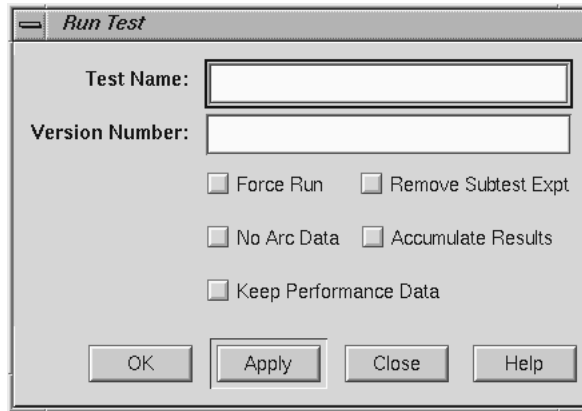 Run Test
Test Name:
Version Number:
Force Run Remove Subtest Expt
No Arc Data Accumulate Results
Keep Performance Data
OK Apply Close Help